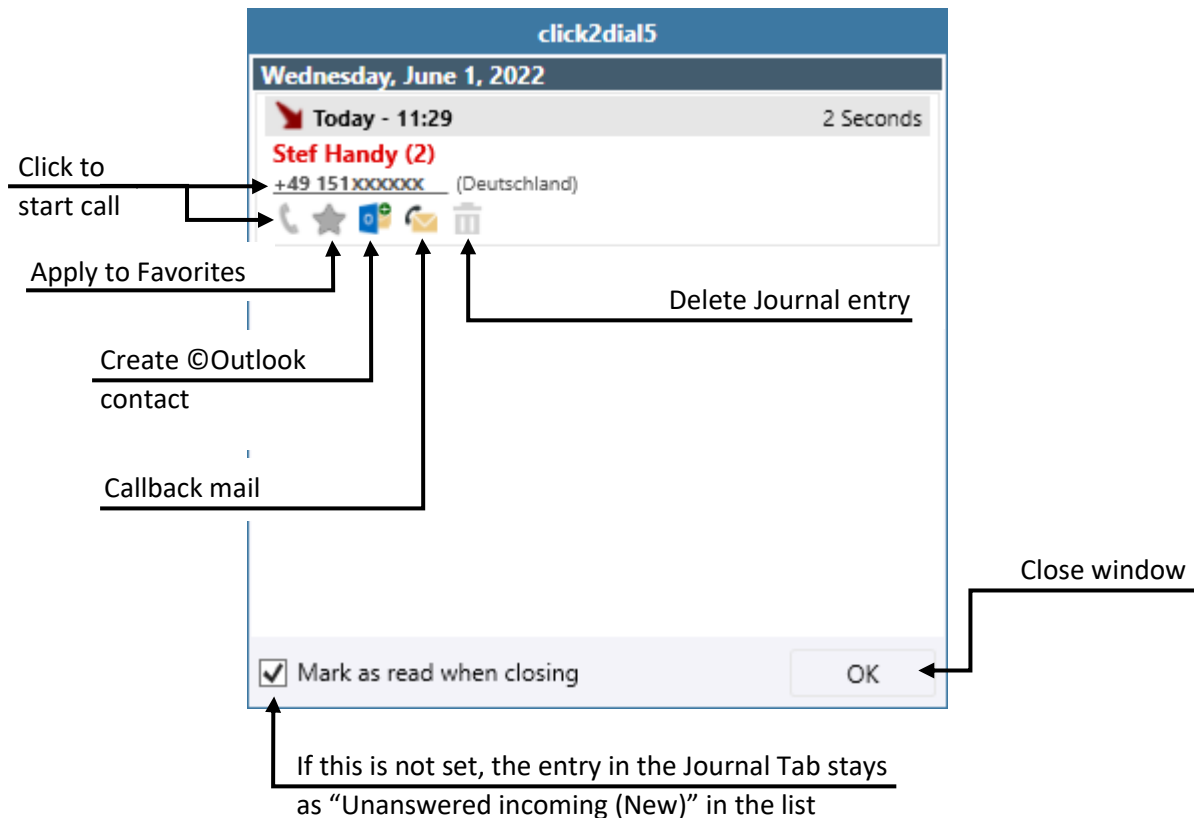 click2dial5
Wednesday, June 1, 2022
Today - 11:29 2 Seconds
Stef Handy (2)
+49 151xxxxxx (Deutschland)
Click to
start call
Apply to Favorites
Delete Journal entry
Create ©Outlook
contact
Callback mail
Close window
Mark as read when closing OK
If this is not set, the entry in the Journal Tab stays
as “Unanswered incoming (New)” in the list